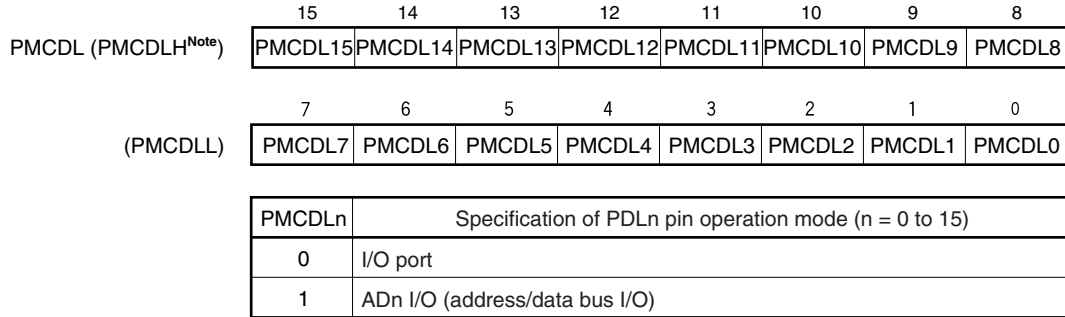 15 14 13 12 11 10 9 8
PMCDL (PMCDLH^Note) PMCDL15 PMCDL14 PMCDL13 PMCDL12 PMCDL11 PMCDL10 PMCDL9 PMCDL8
7 6 5 4 3 2 1 0
(PMCDLL) PMCDL7 PMCDL6 PMCDL5 PMCDL4 PMCDL3 PMCDL2 PMCDL1 PMCDL0
PMCDLn Specification of PDLn pin operation mode (n = 0 to 15)
0 I/O port
1 ADn I/O (address/data bus I/O)